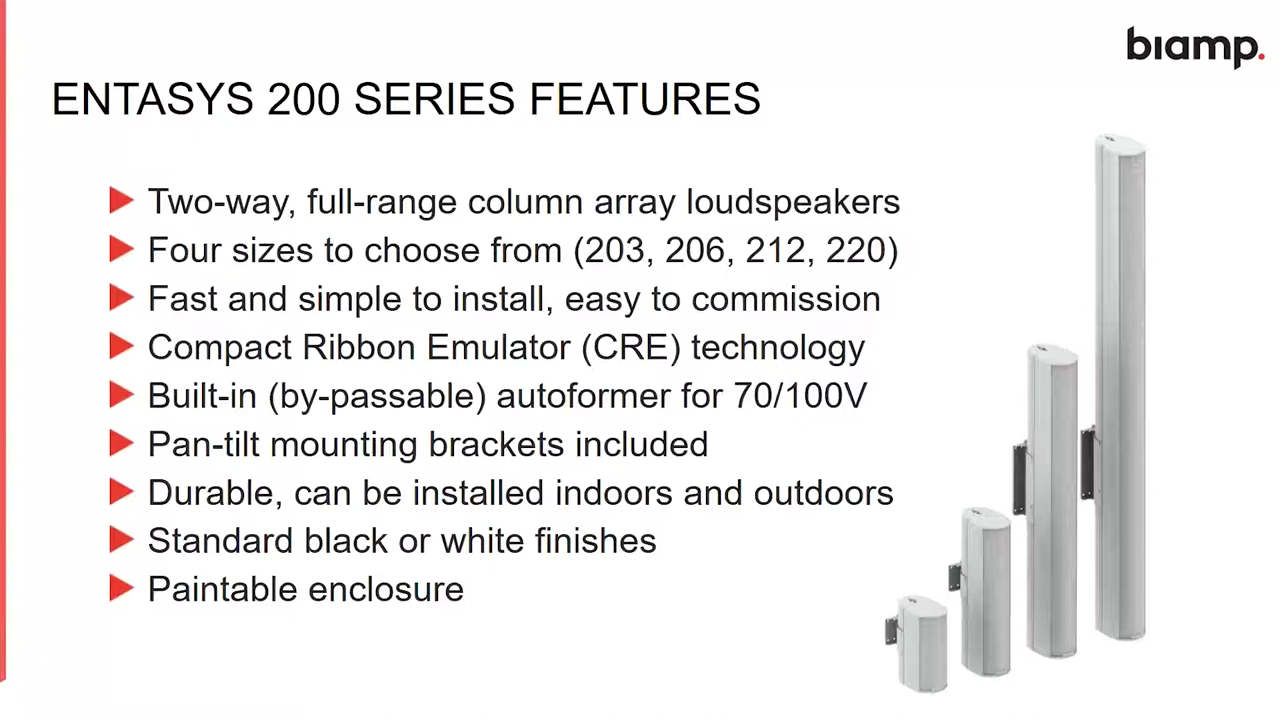 biamp.
ENTASYS 200 SERIES FEATURES
Two-way, full-range column array loudspeakers
Four sizes to choose from (203, 206, 212, 220)
Fast and simple to install, easy to commission
Compact Ribbon Emulator (CRE) technology
Built-in (by-passable) autoformer for 70/100V
Pan-tilt mounting brackets included
Durable, can be installed indoors and outdoors
Standard black or white finishes
Paintable enclosure